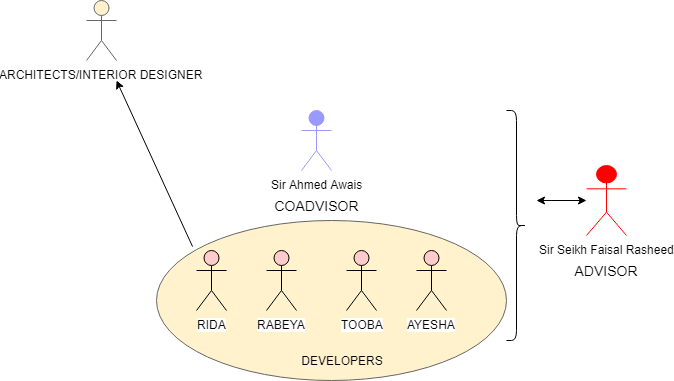 ARCHITECTS/INTERIOR DESIGNER
Sir Ahmed Awais
COADVISOR
Sir Seikh Faisal Rasheed
ADVISOR
RIDA
RABEYA
TOOBA
AYESHA
DEVELOPERS